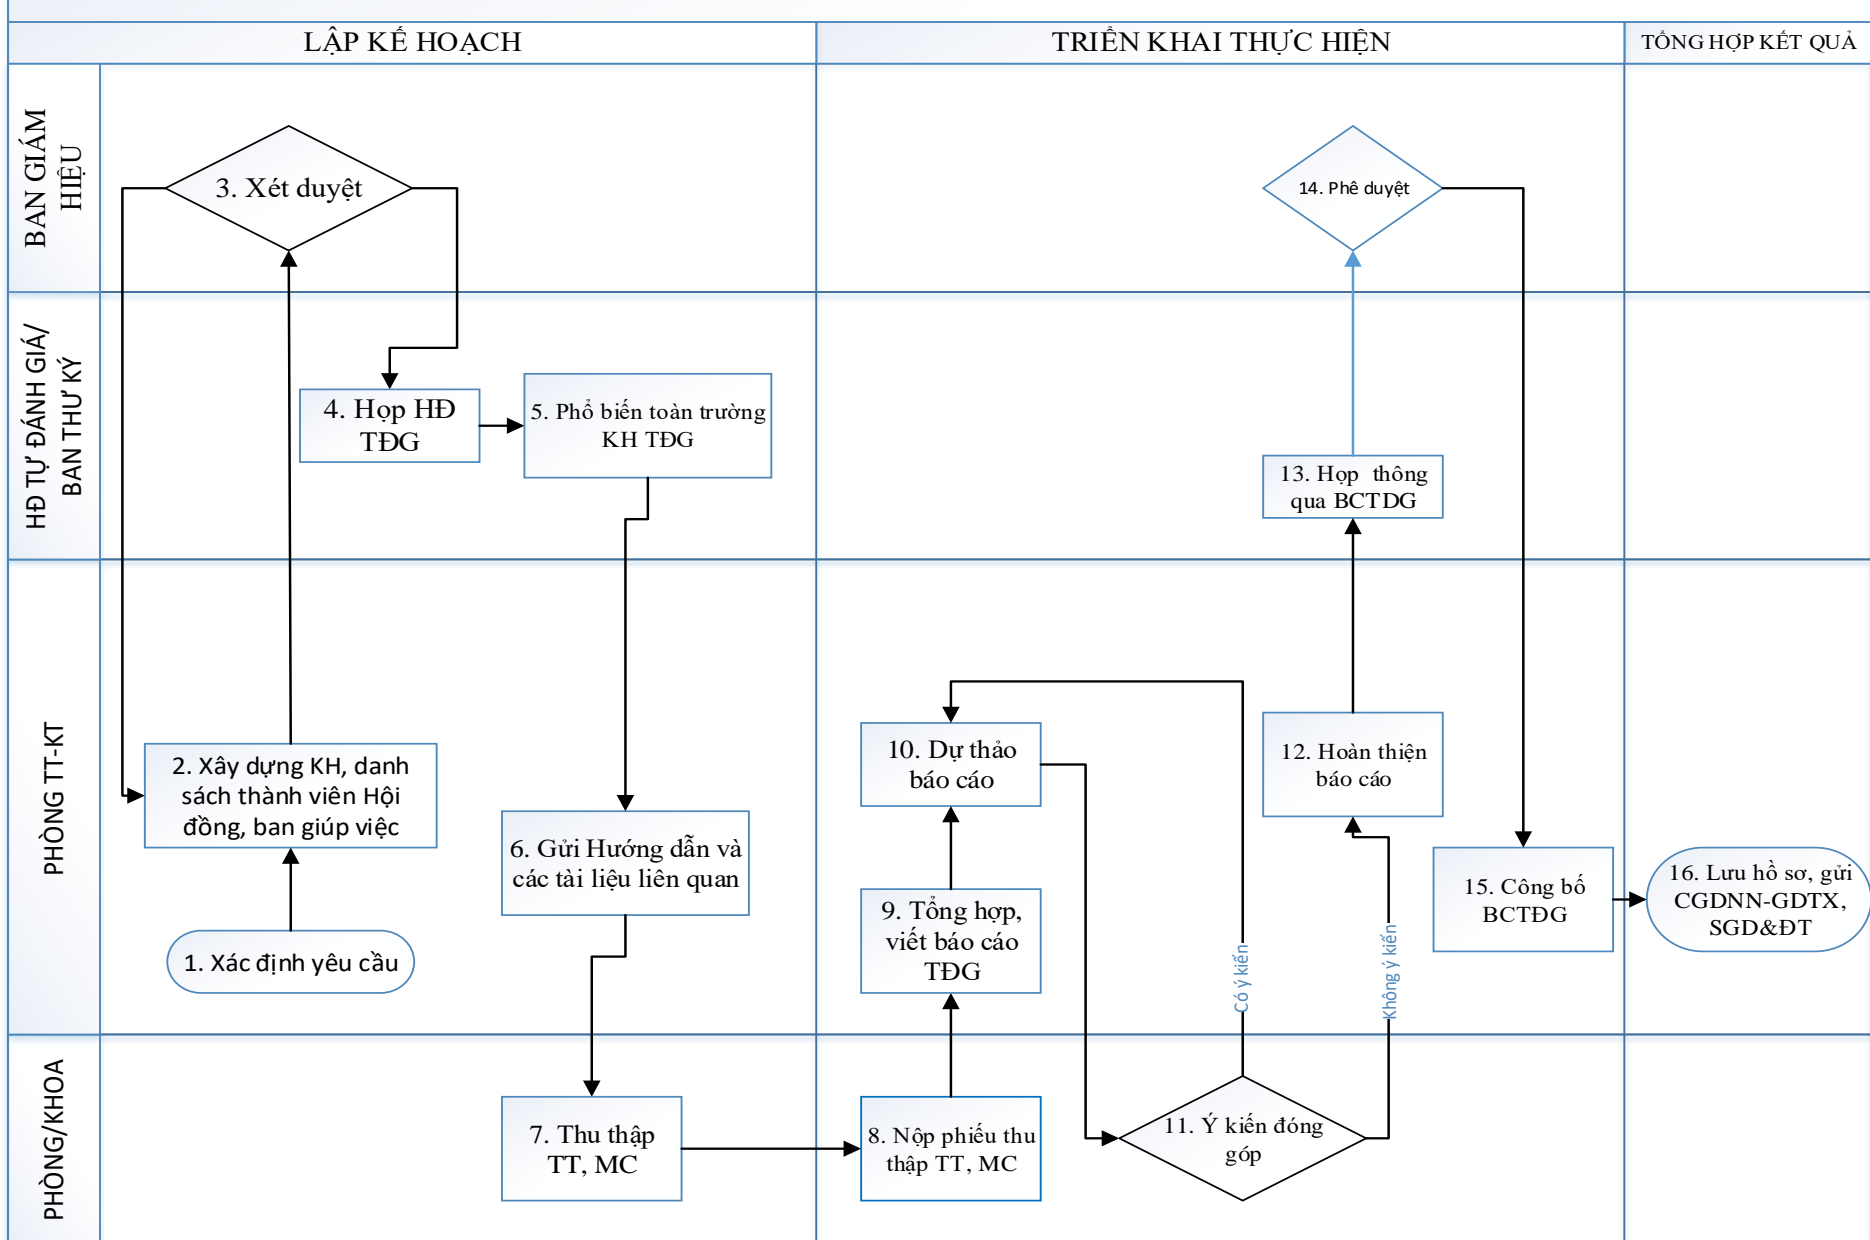 LẬP KẾ HOẠCH
TRIỂN KHAI THỰC HIỆN
TỔNG HỢP KẾT QUẢ
BAN GIÁM
HIỆU
3. Xét duyệt
14. Phê duyệt
HĐ TỰ ĐÁNH GIÁ/
BAN THƯ KÝ
4. Họp HĐ
TĐG
5. Phổ biến toàn trường
KH TĐG
13. Họp thông
qua BCTDG
PHÒNG TT-KT
2. Xây dựng KH, danh
sách thành viên Hội
đồng, ban giúp việc
1. Xác định yêu cầu
6. Gửi Hướng dẫn và
các tài liệu liên quan
10. Dự thảo
báo cáo
9. Tổng hợp,
viết báo cáo
TĐG
12. Hoàn thiện
báo cáo
Có ý kiến
Không ý kiến
15. Công bố
BCTĐG
16. Lưu hồ sơ, gửi
CGDNN-GDTX,
SGD&ĐT
PHÒNG/KHOA
7. Thu thập
TT, MC
8. Nộp phiếu thu
thập TT, MC
11. Ý kiến đóng
góp